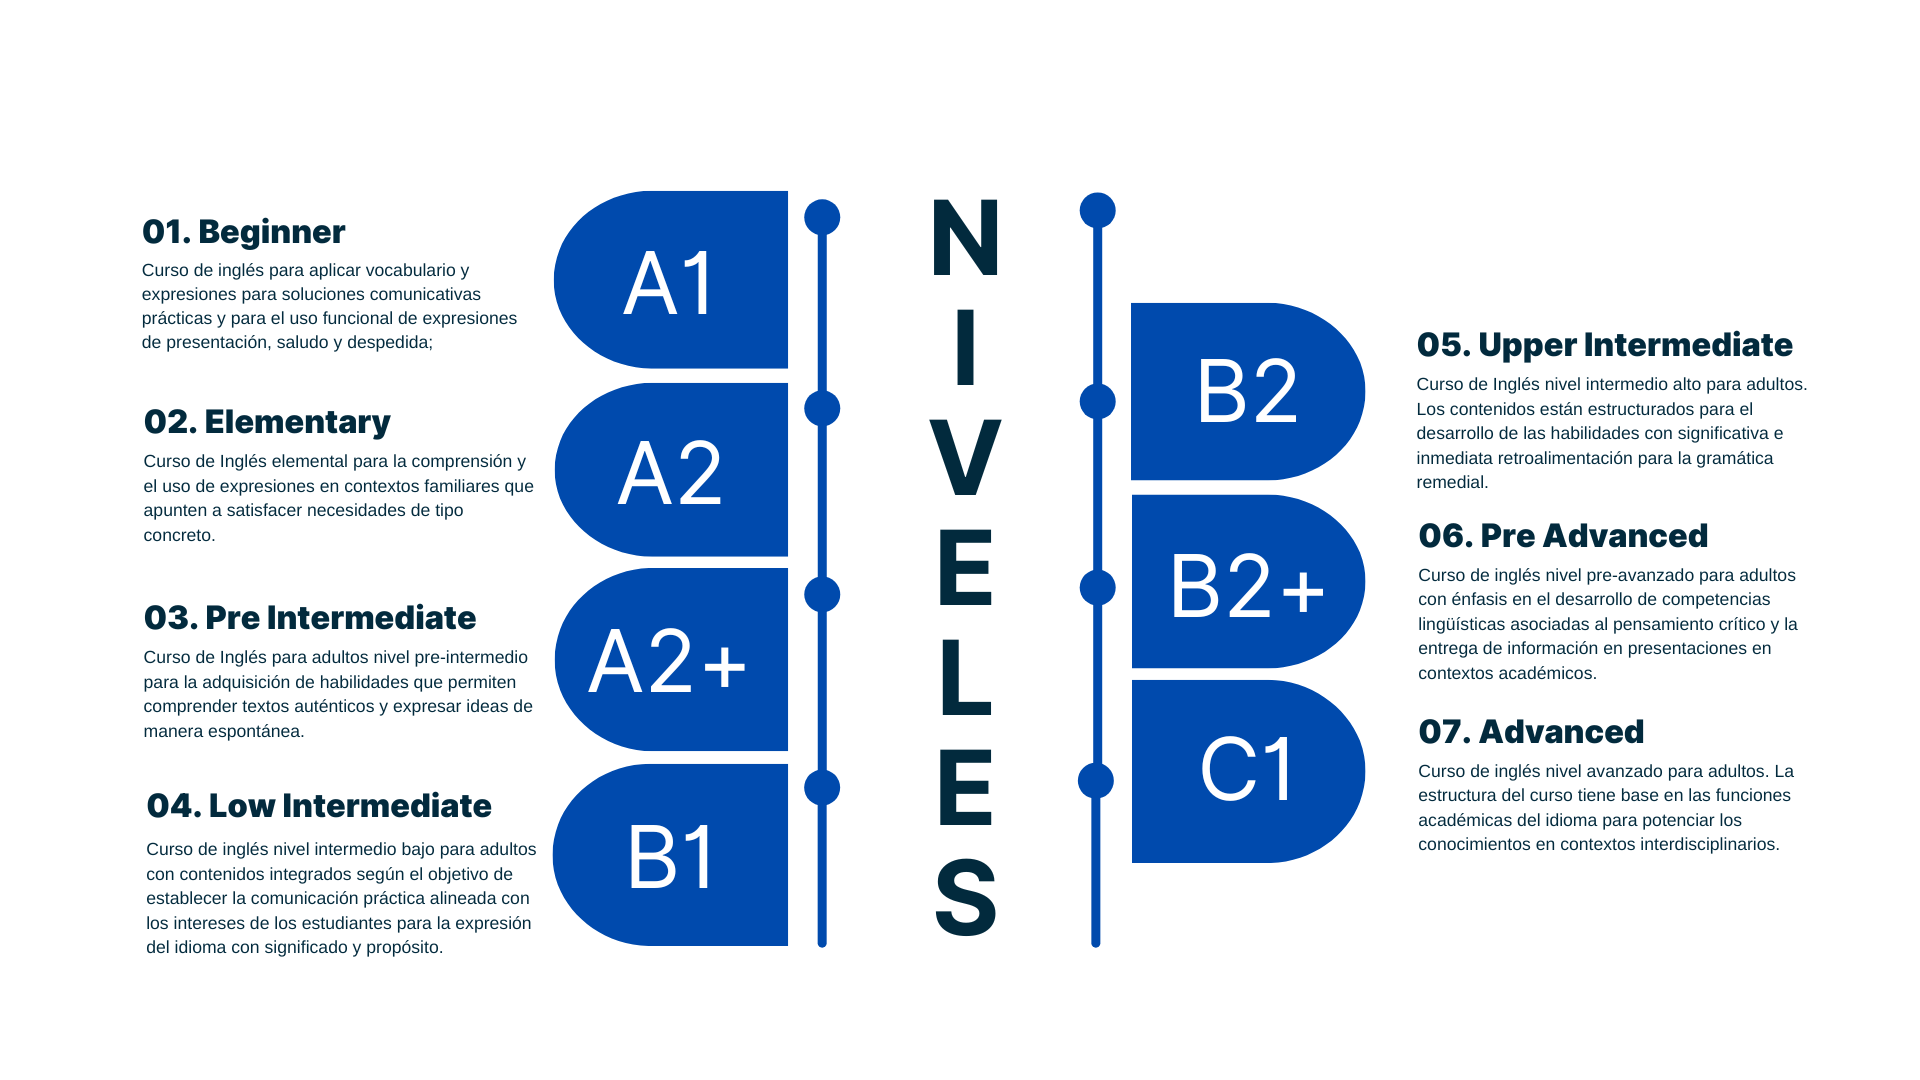 01. Beginner
Curso de inglés para aplicar vocabulario y
expresiones para soluciones comunicativas
prácticas y para el uso funcional de expresiones
de presentación, saludo y despedida;
A1
02. Elementary
Curso de Inglés elemental para la comprensión y
el uso de expresiones en contextos familiares que
apunten a satisfacer necesidades de tipo
concreto.
A2
03. Pre Intermediate
Curso de Inglés para adultos nivel pre-intermedio
para la adquisición de habilidades que permiten
comprender textos auténticos y expresar ideas de
manera espontánea.
A2+
04. Low Intermediate
Curso de inglés nivel intermedio bajo para adultos
con contenidos integrados según el objetivo de
establecer la comunicación práctica alineada con
los intereses de los estudiantes para la expresión
del idioma con significado y propósito.
B1
N
I
V
E
L
E
S
B2
05. Upper Intermediate
Curso de Inglés nivel intermedio alto para adultos.
Los contenidos están estructurados para el
desarrollo de las habilidades con significativa e
inmediata retroalimentación para la gramática
remedial.
B2+
06. Pre Advanced
Curso de inglés nivel pre-avanzado para adultos
con énfasis en el desarrollo de competencias
lingüísticas asociadas al pensamiento crítico y la
entrega de información en presentaciones en
contextos académicos.
C1
07. Advanced
Curso de inglés nivel avanzado para adultos. La
estructura del curso tiene base en las funciones
académicas del idioma para potenciar los
conocimientos en contextos interdisciplinarios.